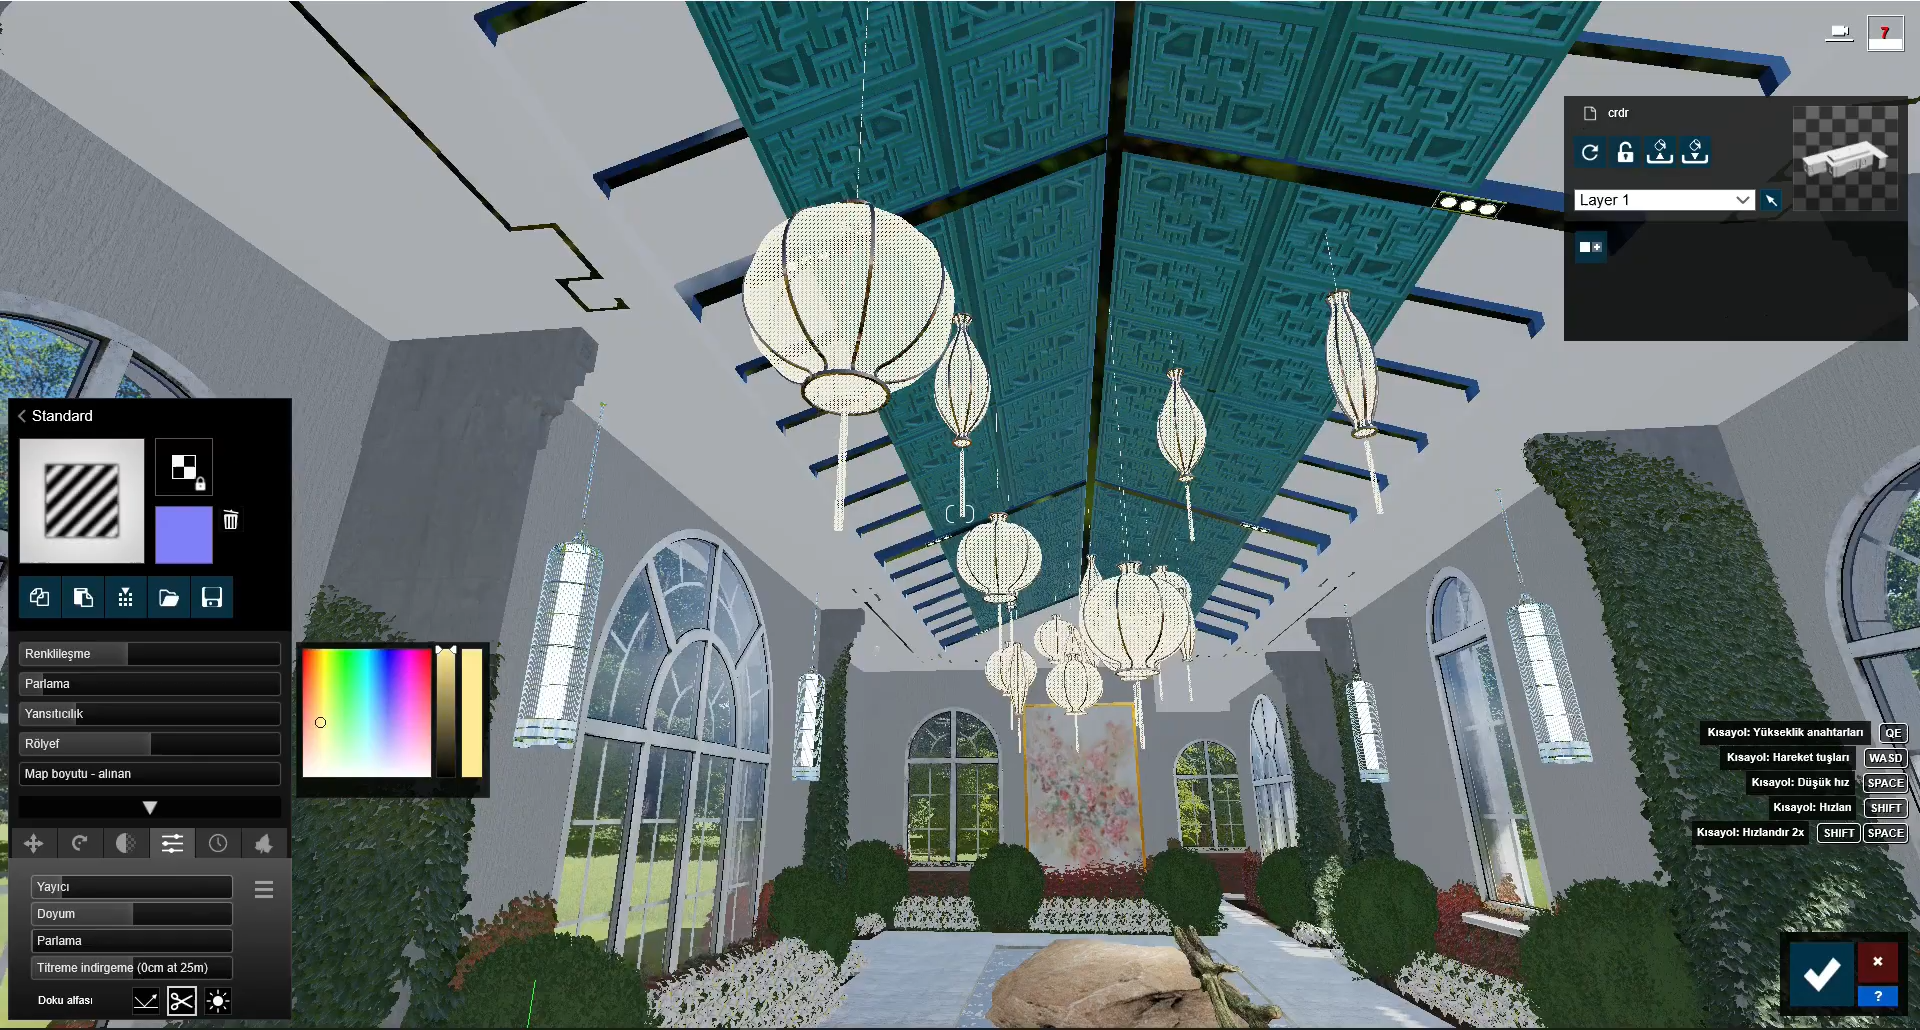 7
crdr
Layer 1
Standard
Renklileşme
Parlama
Yansıtıcılık
Rölyef
Map boyutu - alınan
Yayıcı
Doyum
Parlama
Titreme indirgeme (0cm at 25m)
Doku alfası
Kısayol: Yükseklik anahtarları QE
Kısayol: Hareket tuşları WASD
Kısayol: Düşük hız SPACE
Kısayol: Hızlan SHIFT
Kısayol: Hızlandır 2x SHIFT SPACE
?